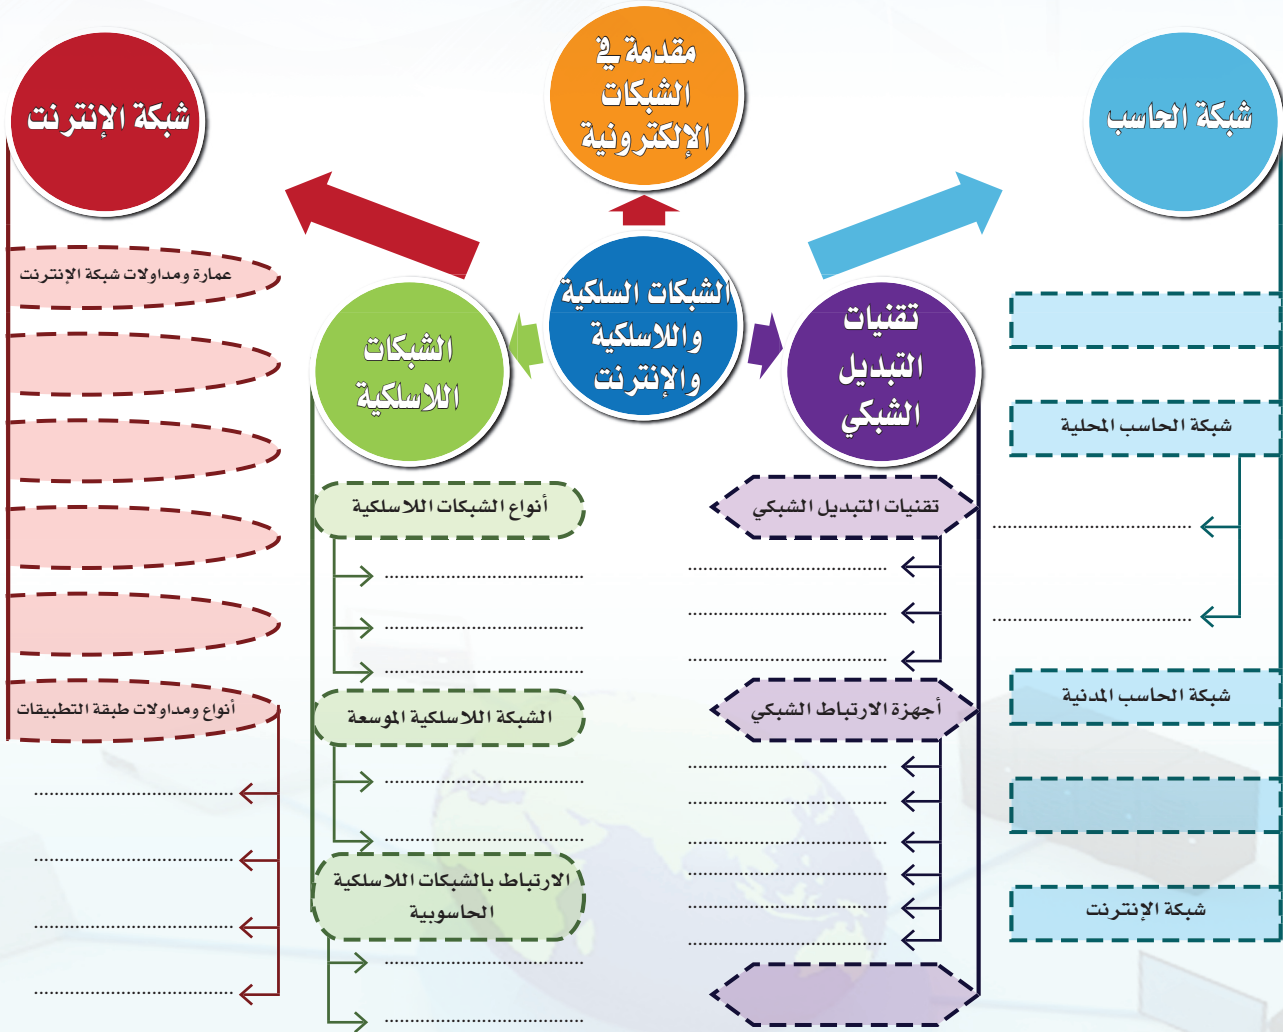 مقدمة في
الشبكات
الإلكترونية
شبكة الحاسب
شبكة الإنترنت
الشبكات السلكية
واللاسلكية
والإنترنت
تقنيات
التبديل
الشبكي
الشبكات
اللاسلكية
شبكة الحاسب المحلية
شبكة الحاسب المدنية
شبكة الإنترنت
تقنيات التبديل الشبكي
أجهزة الارتباط الشبكي
أنواع الشبكات اللاسلكية
الشبكة اللاسلكية الموسعة
الارتباط بالشبكات اللاسلكية
الحاسوبية
عمارة ومداولات شبكة الإنترنت
أنواع ومداولات طبقة التطبيقات